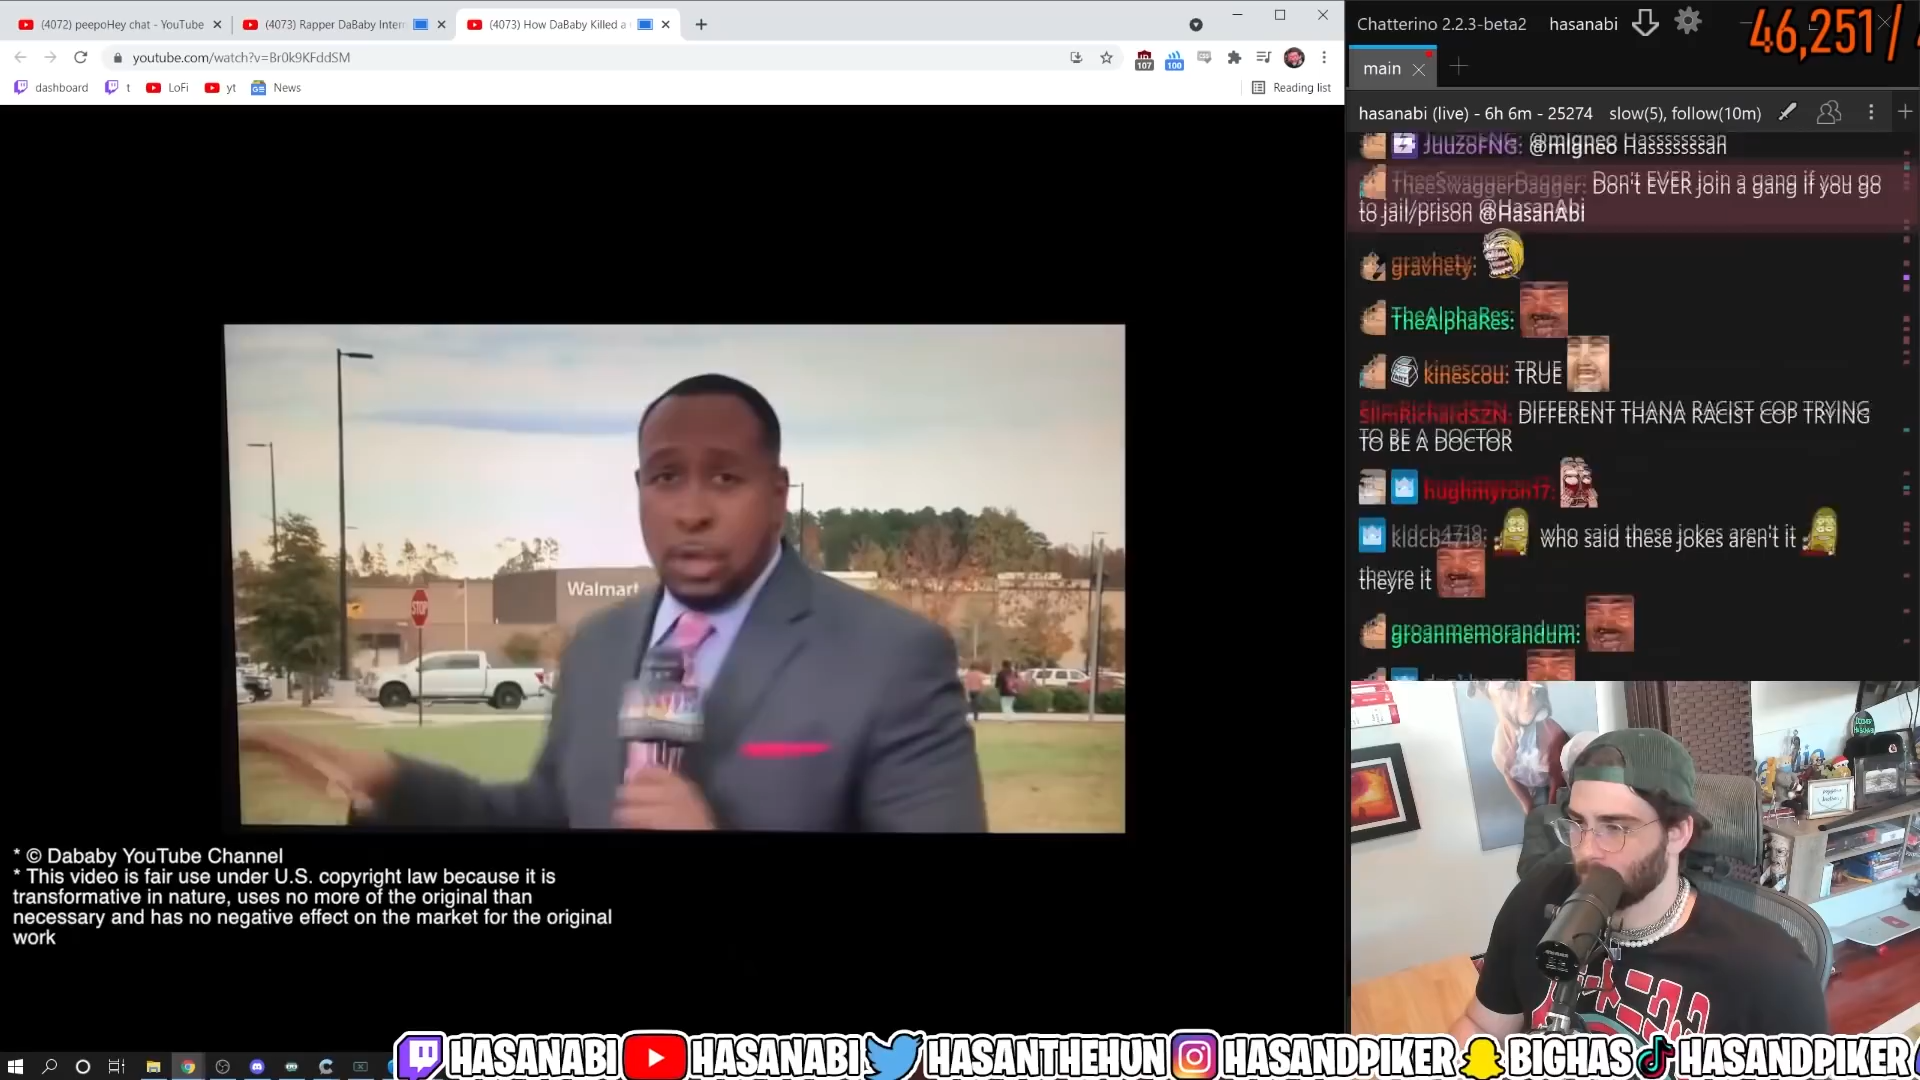 (4072) peepoHey chat - YouTube
(4073) Rapper DaBaby Inter
(4073) How DaBaby Killed a
youtube.com/watch?v=Br0k9KFddSM
107
100
dashboard
t
LoFi
yt
News
Reading list
Walmart
STOP
* © Dababy YouTube Channel
* This video is fair use under U.S. copyright law because it is
transformative in nature, uses no more of the original than
necessary and has no negative effect on the market for the original
work
Chatterino 2.2.3-beta2
hasanabi
46,251 /
main
hasanabi (live) - 6h 6m - 25274 slow(5), follow(10m)
JuuzoFNG: @mlgneo Hasssssssan
TheeSwaggerDagger: Don't EVER join a gang if you go
to jail/prison @HasanAbi
gravhety:
TheAlphaRes:
kinescou: TRUE
SlimRichardSZN: DIFFERENT THANA RACIST COP TRYING
TO BE A DOCTOR
hughmyron17:
kldcb4719: who said these jokes aren't it
theyre it
groanmemorandum:
HASANABI HASANABI HASANTHEHUN HASANDPIKER BIGHAS HASANDPIKER